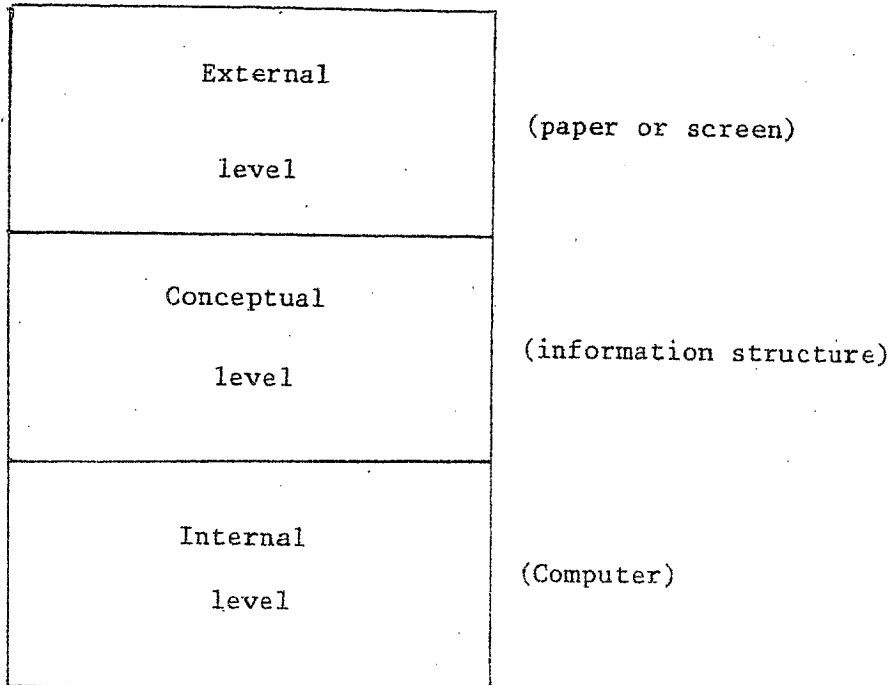 External
level
(paper or screen)
Conceptual
level
(information structure)
Internal
level
(Computer)